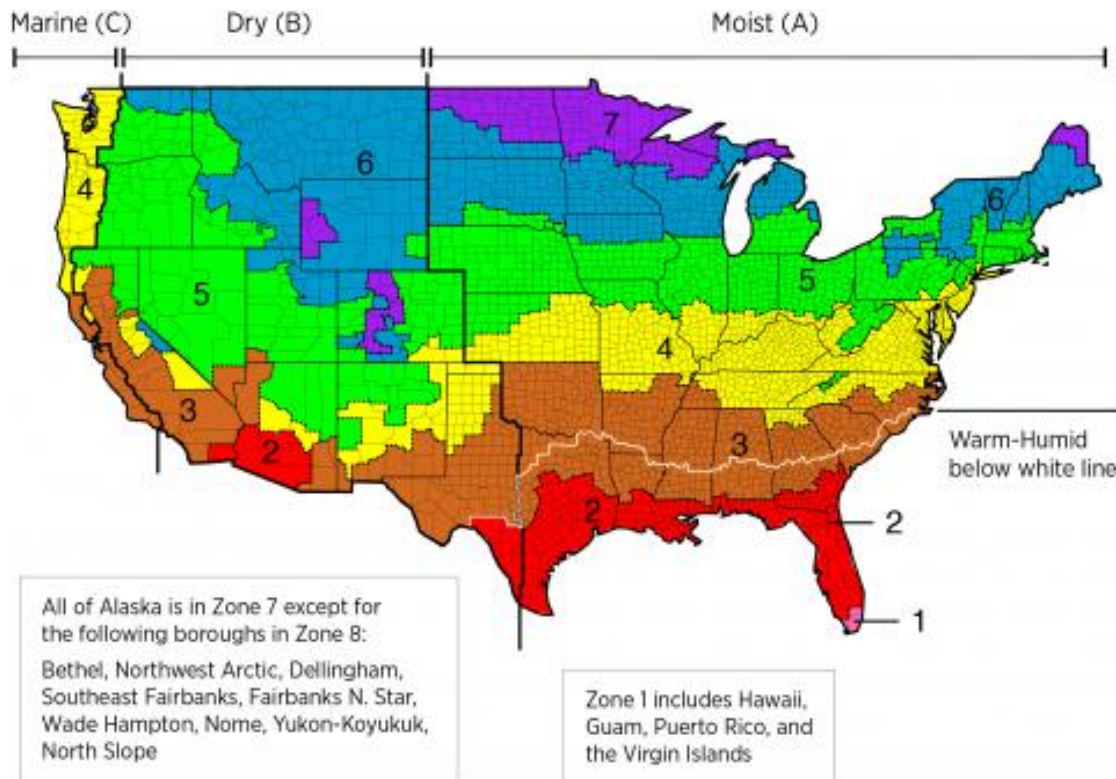 Marine (C)
Dry (B)
Moist (A)
7
6
4
6
5
5
4
3
3
2
2
Warm-Humid
below white line
2
1
All of Alaska is in Zone 7 except for
the following boroughs in Zone 8:
Bethel, Northwest Arctic, Dellingham,
Southeast Fairbanks, Fairbanks N. Star,
Wade Hampton, Nome, Yukon-Koyukuk,
North Slope
Zone 1 includes Hawaii,
Guam, Puerto Rico, and
the Virgin Islands